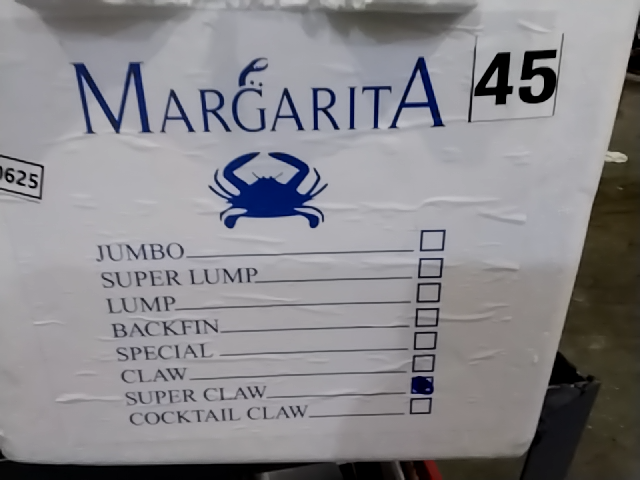 MARGARITA
45
0625
JUMBO
SUPER LUMP
LUMP
BACKFIN
SPECIAL
CLAW
SUPER CLAW
COCKTAIL CLAW